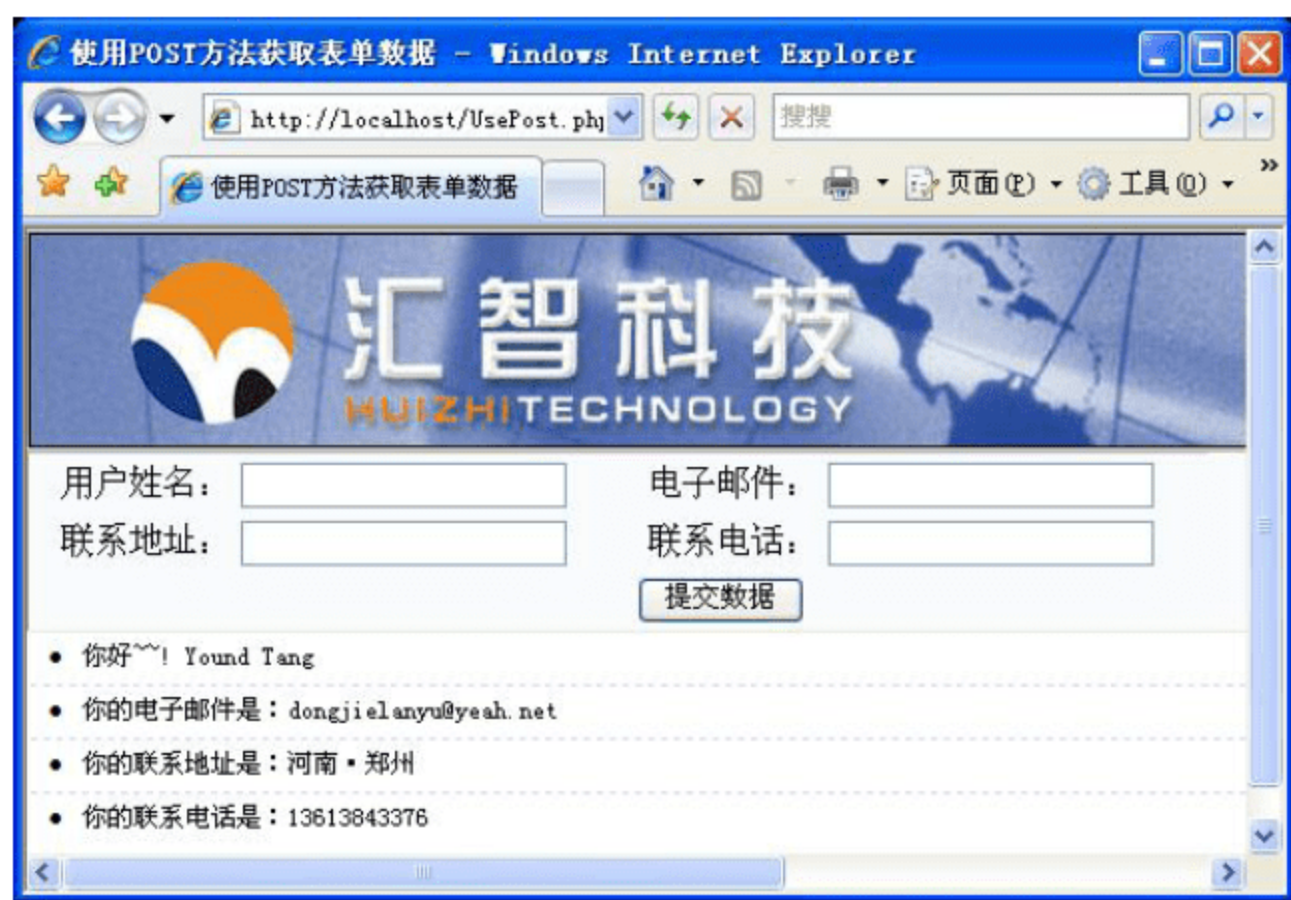 使用POST方法获取表单数据 - Windows Internet Explorer
http://localhost/UsePost.php
搜搜
使用POST方法获取表单数据
页面(P)
工具(O)
汇智科技
HUIZHITECHNOLOGY
用户姓名：
电子邮件：
联系地址：
联系电话：
提交数据
• 你好~~! Yound Tang
• 你的电子邮件是：dongjielanyu@yeah.net
• 你的联系地址是：河南▪郑州
• 你的联系电话是：13613843376